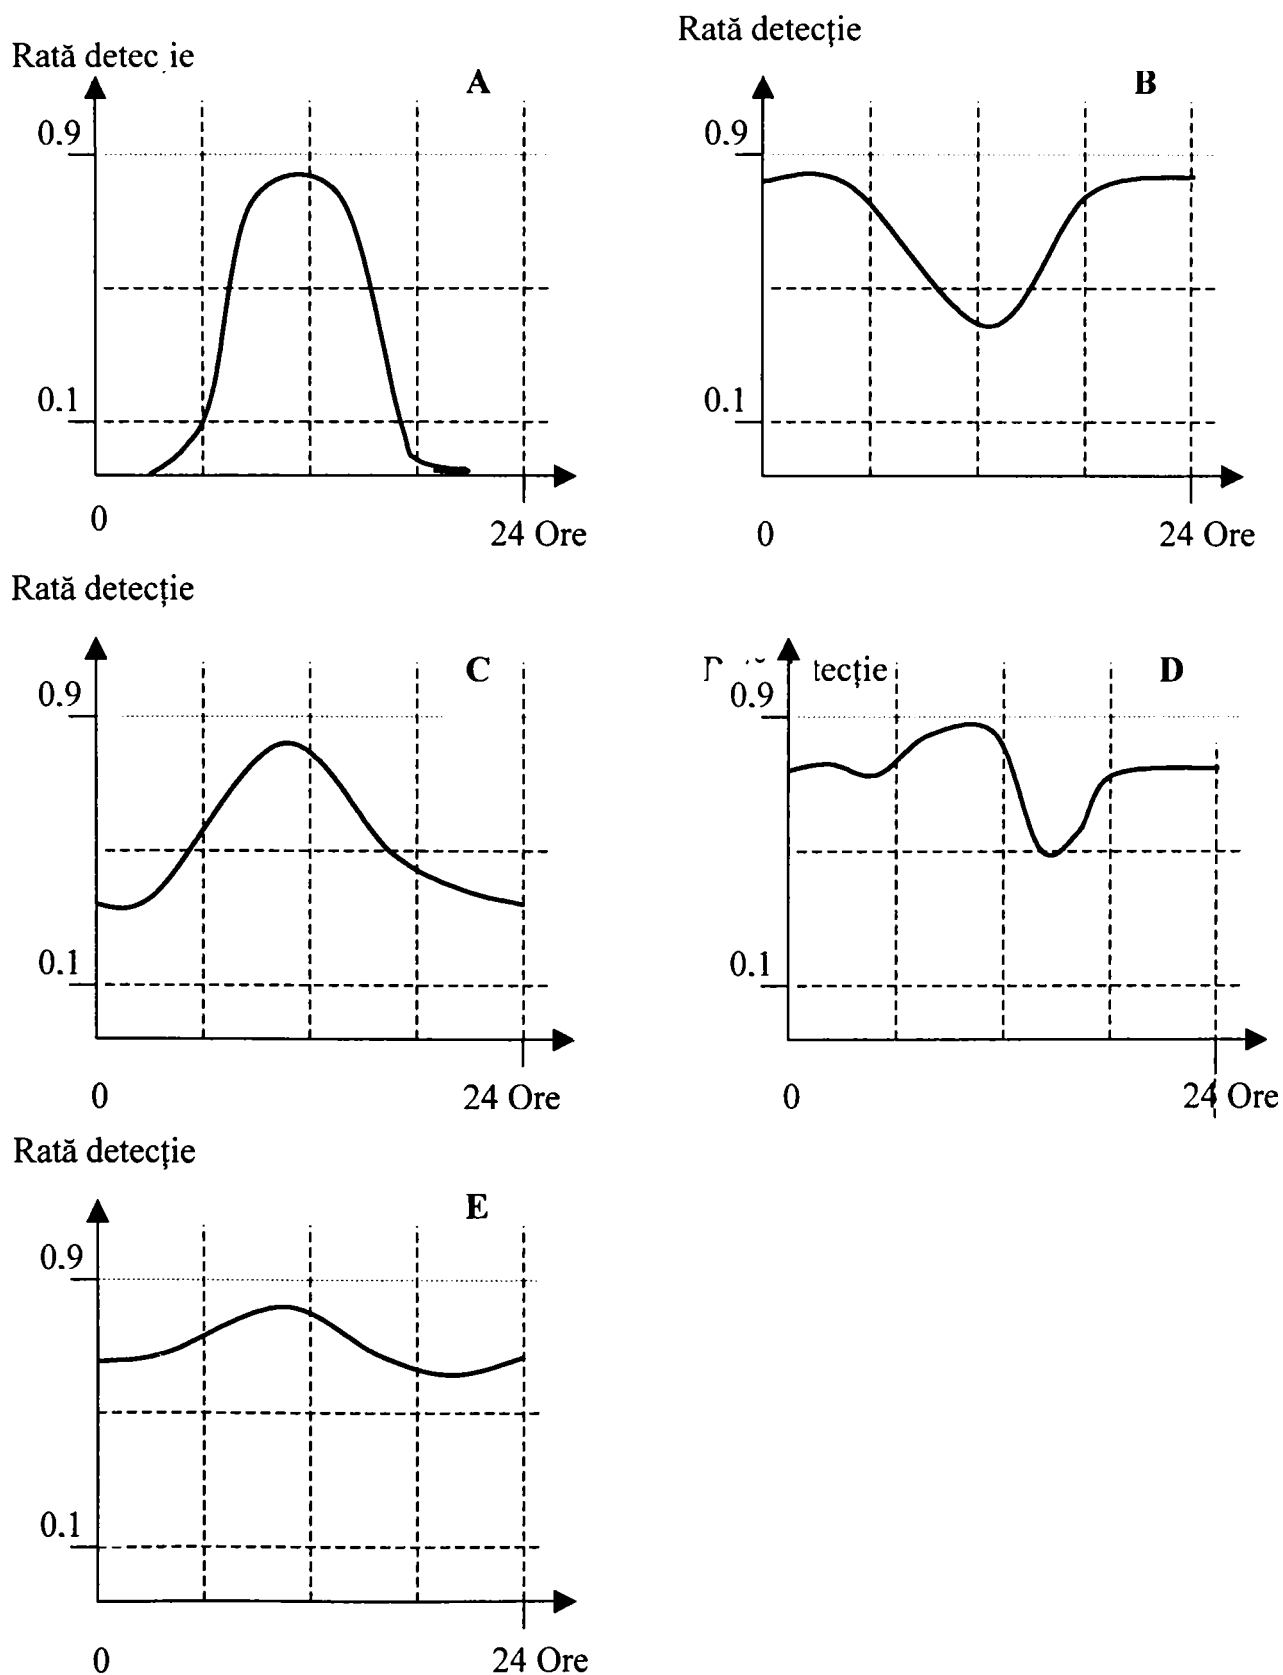 Rată detec ie
A
0.9
0.1
0
24 Ore
Rată detecție
B
0.9
0.1
0
24 Ore
Rată detecție
C
0.9
0.1
0
24 Ore
tecție
D
0.9
0.1
0
24 Ore
Rată detecție
E
0.9
0.1
0
24 Ore